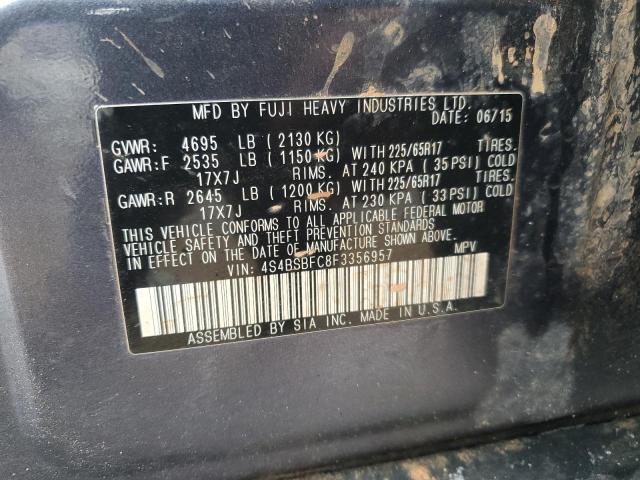 MFD BY FUJI HEAVY INDUSTRIES LTD.
DATE: 06/15
GVWR: 4695 LB ( 2130 KG)
GAWR:F 2535 LB ( 1150 KG) WITH 225/65R17 TIRES.
17X7J RIMS. AT 240 KPA ( 35 PSI) COLD
GAWR:R 2645 LB ( 1200 KG) WITH 225/65R17 TIRES.
17X7J RIMS. AT 230 KPA ( 33 PSI) COLD
THIS VEHICLE CONFORMS TO ALL APPLICABLE FEDERAL MOTOR
VEHICLE SAFETY AND THEFT PREVENTION STANDARDS
IN EFFECT ON THE DATE OF MANUFACTURE SHOWN ABOVE.
VIN: 4S4BSBFC8F3356957 MPV
ASSEMBLED BY SIA INC. MADE IN U.S.A.